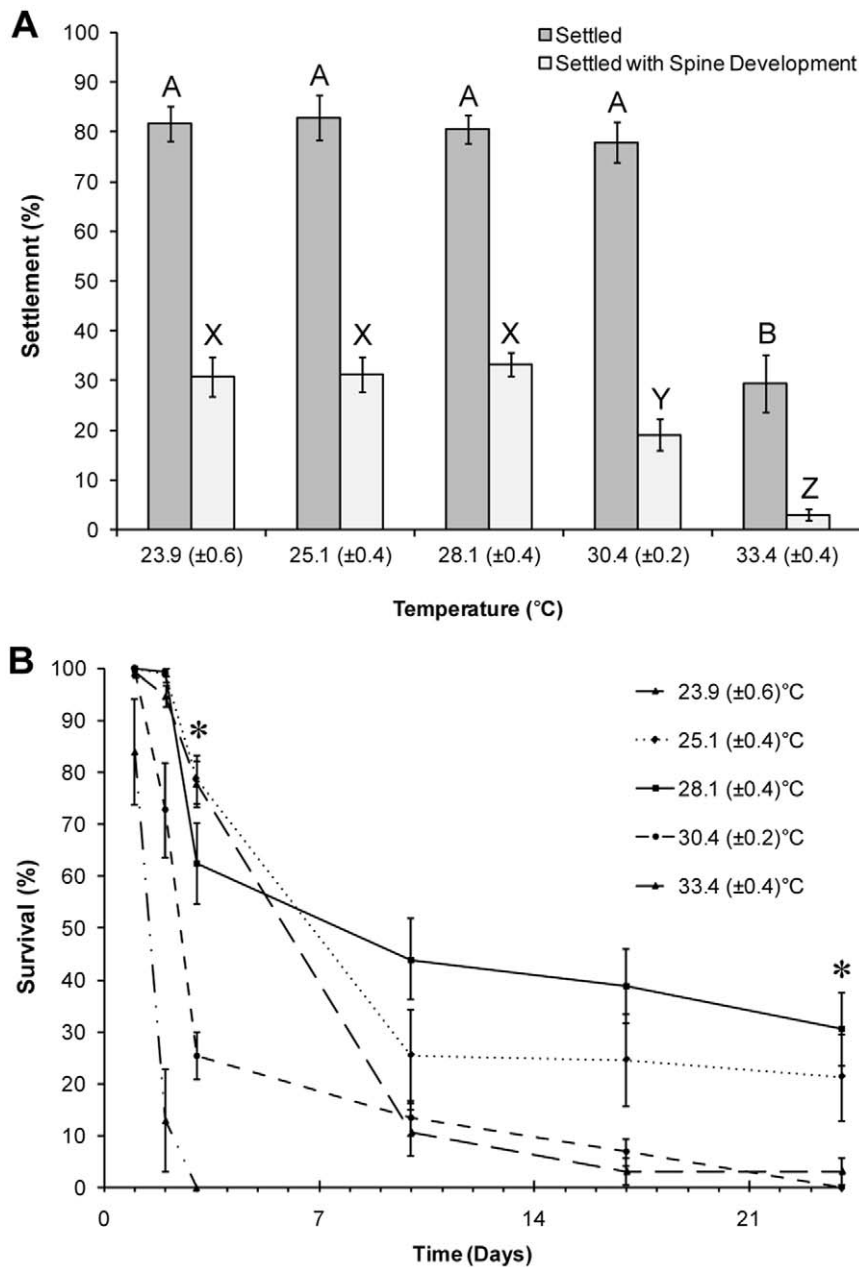 A
Settled
Settled with Spine Development
100
90
80
70
60
50
40
30
20
10
0
Settlement (%)
A
A
A
A
B
X
X
X
Y
Z
23.9 (±0.6)
25.1 (±0.4)
28.1 (±0.4)
30.4 (±0.2)
33.4 (±0.4)
Temperature (°C)
B
100
90
80
70
60
50
40
30
20
10
0
Survival (%)
*
*
23.9 (±0.6)°C
25.1 (±0.4)°C
28.1 (±0.4)°C
30.4 (±0.2)°C
33.4 (±0.4)°C
0
7
14
21
Time (Days)